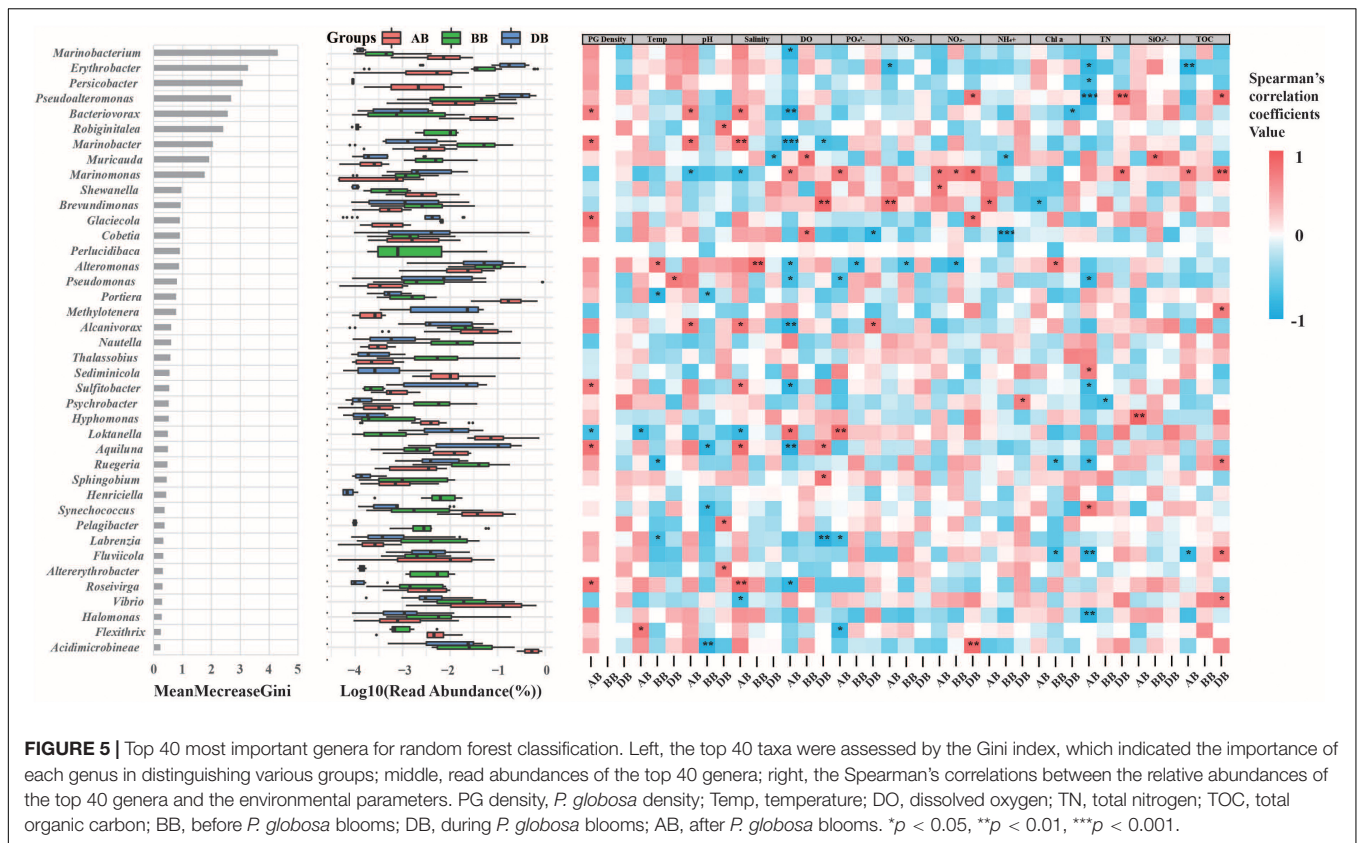 Groups AB BB DB
PG Density Temp pH Salinity DO PO₄³- NO₂- NO₃- NH₄+ Chl a TN SiO₃²- TOC
Marinobacterium
Erythrobacter
Persicobacter
Pseudoalteromonas
Bacteriovorax
Robiginitalea
Marinobacter
Muricauda
Marinomonas
Shewanella
Brevundimonas
Glaciecola
Cobetia
Perlucidibaca
Alteromonas
Pseudomonas
Portiera
Methylotenera
Alcanivorax
Nautella
Thalassobius
Sediminicola
Sulfitobacter
Psychrobacter
Hyphomonas
Loktanella
Aquiluna
Ruegeria
Sphingobium
Henriciella
Synechococcus
Pelagibacter
Labrenzia
Fluviicola
Altererythrobacter
Roseivirga
Vibrio
Halomonas
Flexithrix
Acidimicrobineae
0 1 2 3 4 5
MeanMecreaseGini
−4 −3 −2 −1 0
Log10(Read Abundance(%))
AB BB DB AB BB DB AB BB DB AB BB DB AB BB DB AB BB DB AB BB DB AB BB DB AB BB DB AB BB DB AB BB DB
Spearman's
correlation
coefficients
Value
1
0
-1
FIGURE 5 | Top 40 most important genera for random forest classification. Left, the top 40 taxa were assessed by the Gini index, which indicated the importance of
each genus in distinguishing various groups; middle, read abundances of the top 40 genera; right, the Spearman's correlations between the relative abundances of
the top 40 genera and the environmental parameters. PG density, P. globosa density; Temp, temperature; DO, dissolved oxygen; TN, total nitrogen; TOC, total
organic carbon; BB, before P. globosa blooms; DB, during P. globosa blooms; AB, after P. globosa blooms. *p < 0.05, **p < 0.01, ***p < 0.001.